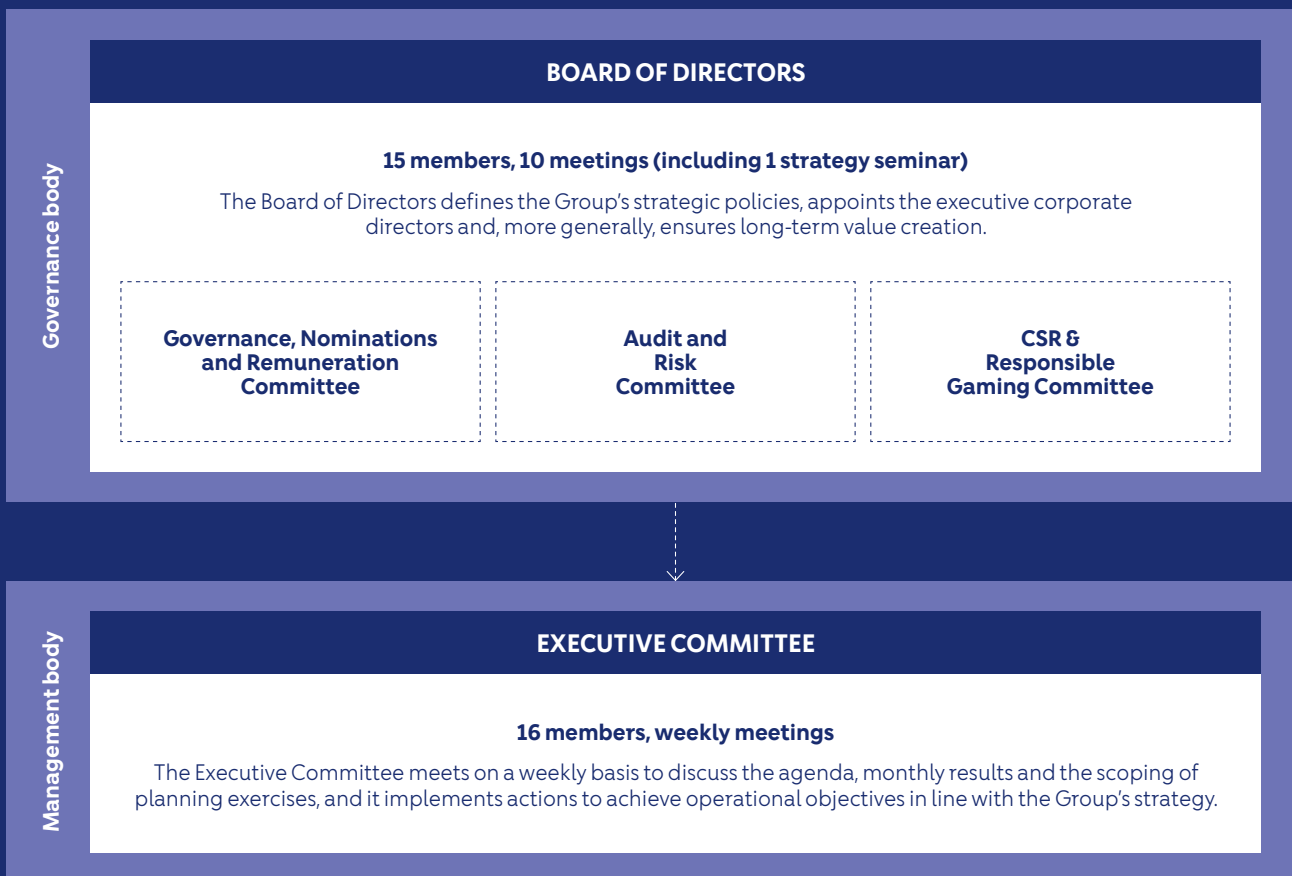 Governance body
BOARD OF DIRECTORS
15 members, 10 meetings (including 1 strategy seminar)
The Board of Directors defines the Group's strategic policies, appoints the executive corporate
directors and, more generally, ensures long-term value creation.
Governance, Nominations
and Remuneration
Committee
Audit and
Risk
Committee
CSR &
Responsible
Gaming Committee
Management body
EXECUTIVE COMMITTEE
16 members, weekly meetings
The Executive Committee meets on a weekly basis to discuss the agenda, monthly results and the scoping of
planning exercises, and it implements actions to achieve operational objectives in line with the Group's strategy.